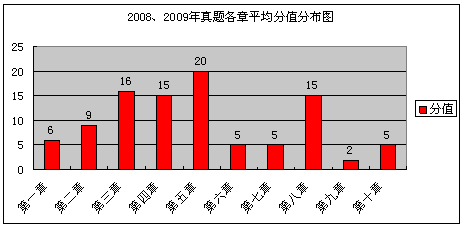 2008、2009年真题各章平均分值分布图
25
20
15
10
5
0
6
9
16
15
20
5
5
15
2
5
第一章
第二章
第三章
第四章
第五章
第六章
第七章
第八章
第九章
第十章
分值